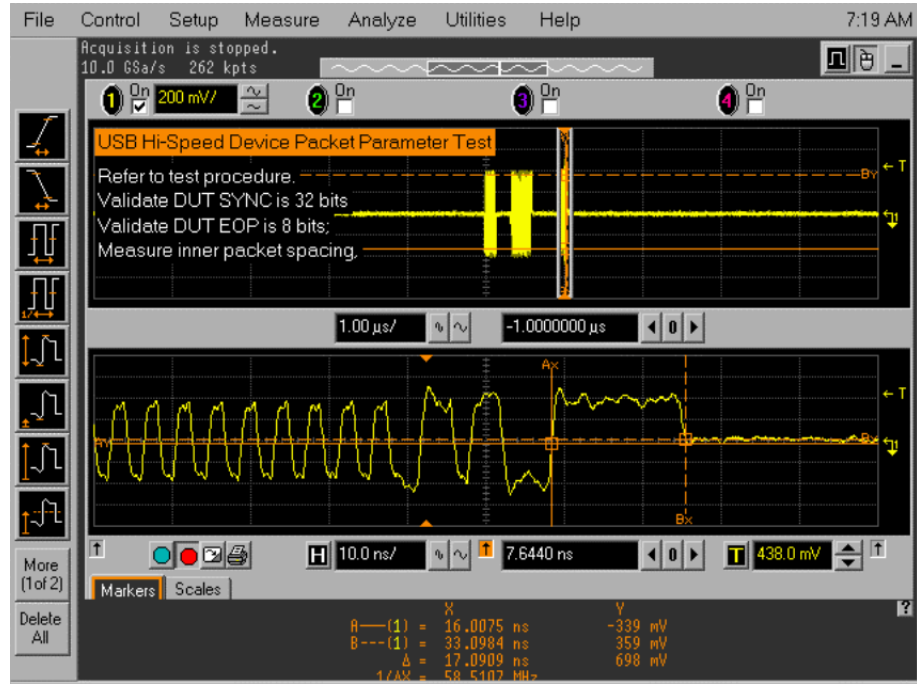 File Control Setup Measure Analyze Utilities Help 7:19 AM
Acquisition is stopped.
10.0 GSa/s 262 kpts
1 On 200 mV/ 2 On 3 On 4 On
USB Hi-Speed Device Packet Parameter Test
Refer to test procedure.
Validate DUT SYNC is 32 bits
Validate DUT EOP is 8 bits;
Measure inner packet spacing.
By
T
1.00 µs/ -1.0000000 µs 0
Ax
T
Ay
Bx
H 10.0 ns/ 7.6440 ns 0 T 438.0 mV
1/
More
(1 of 2)
Delete
All
Markers Scales
?
X Y
A——(1) = 16.0075 ns -339 mV
B---(1) = 33.0984 ns 359 mV
Δ = 17.0909 ns 698 mV
1/ΔX = 58.5107 MHz